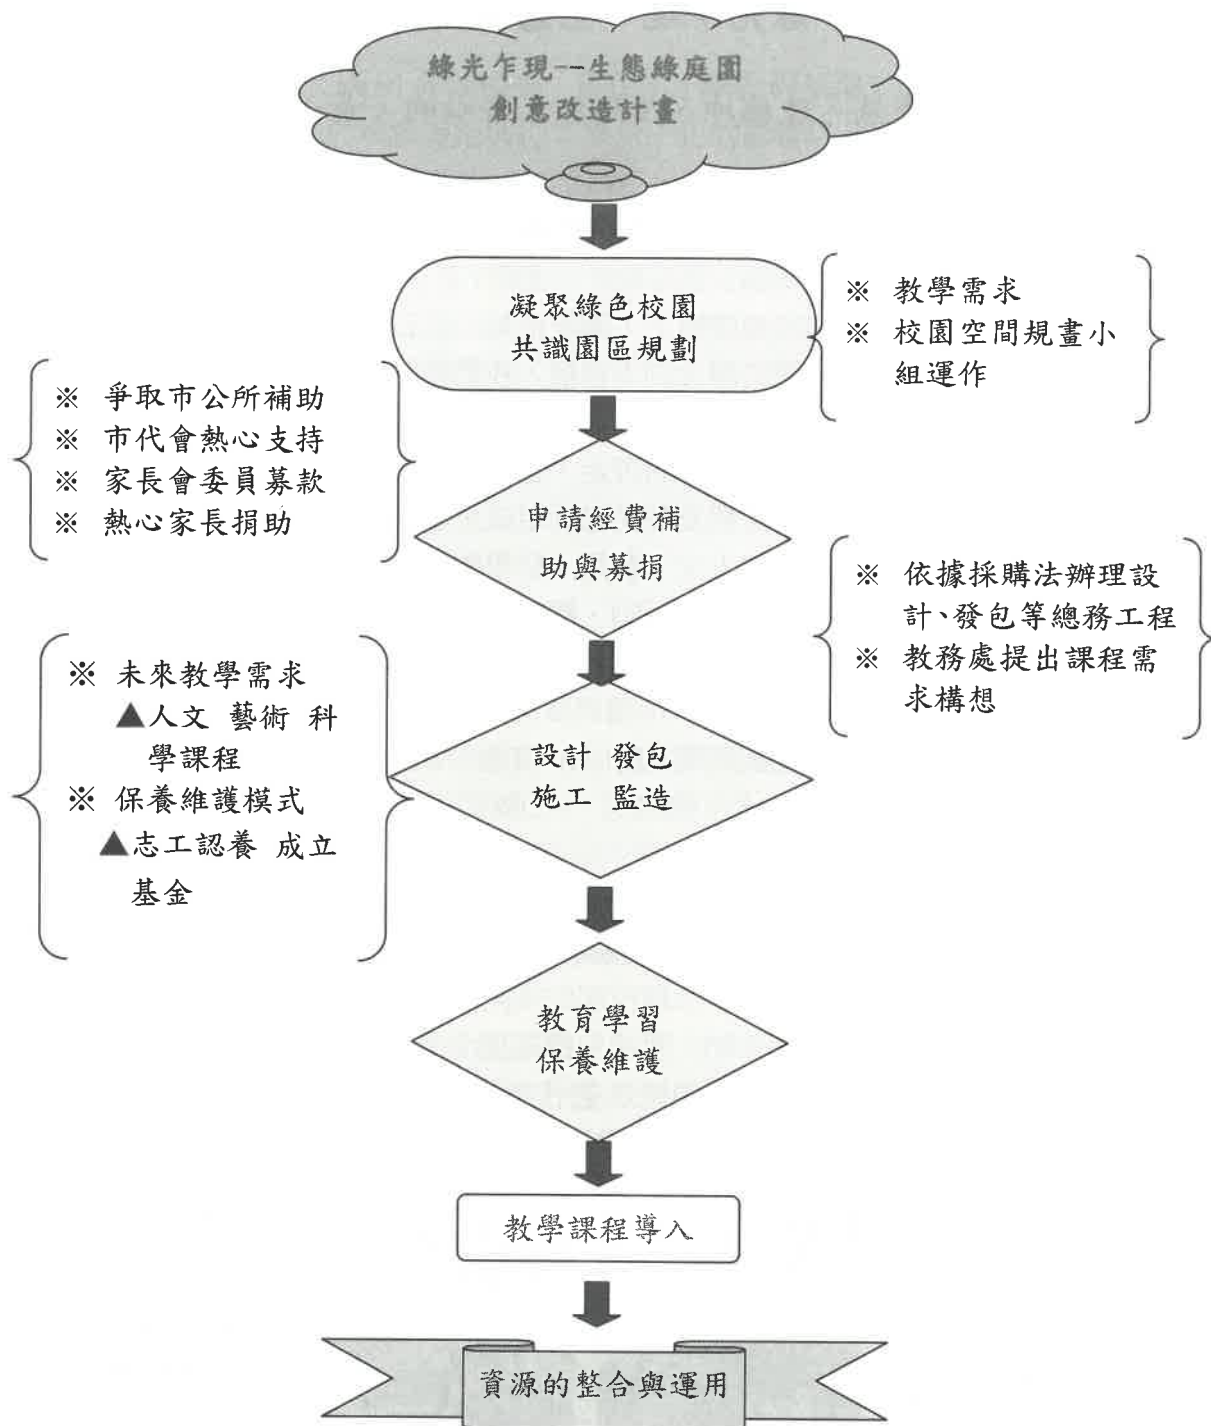 綠光乍現--生態綠庭園
創意改造計畫
凝聚綠色校園
共識園區規劃
※ 教學需求
※ 校園空間規畫小
組運作
※ 爭取市公所補助
※ 市代會熱心支持
※ 家長會委員募款
※ 熱心家長捐助
申請經費補
助與募捐
※ 依據採購法辦理設
計、發包等總務工程
※ 教務處提出課程需
求構想
※ 未來教學需求
▲人文 藝術 科
學課程
※ 保養維護模式
▲志工認養 成立
基金
設計 發包
施工 監造
教育學習
保養維護
教學課程導入
資源的整合與運用